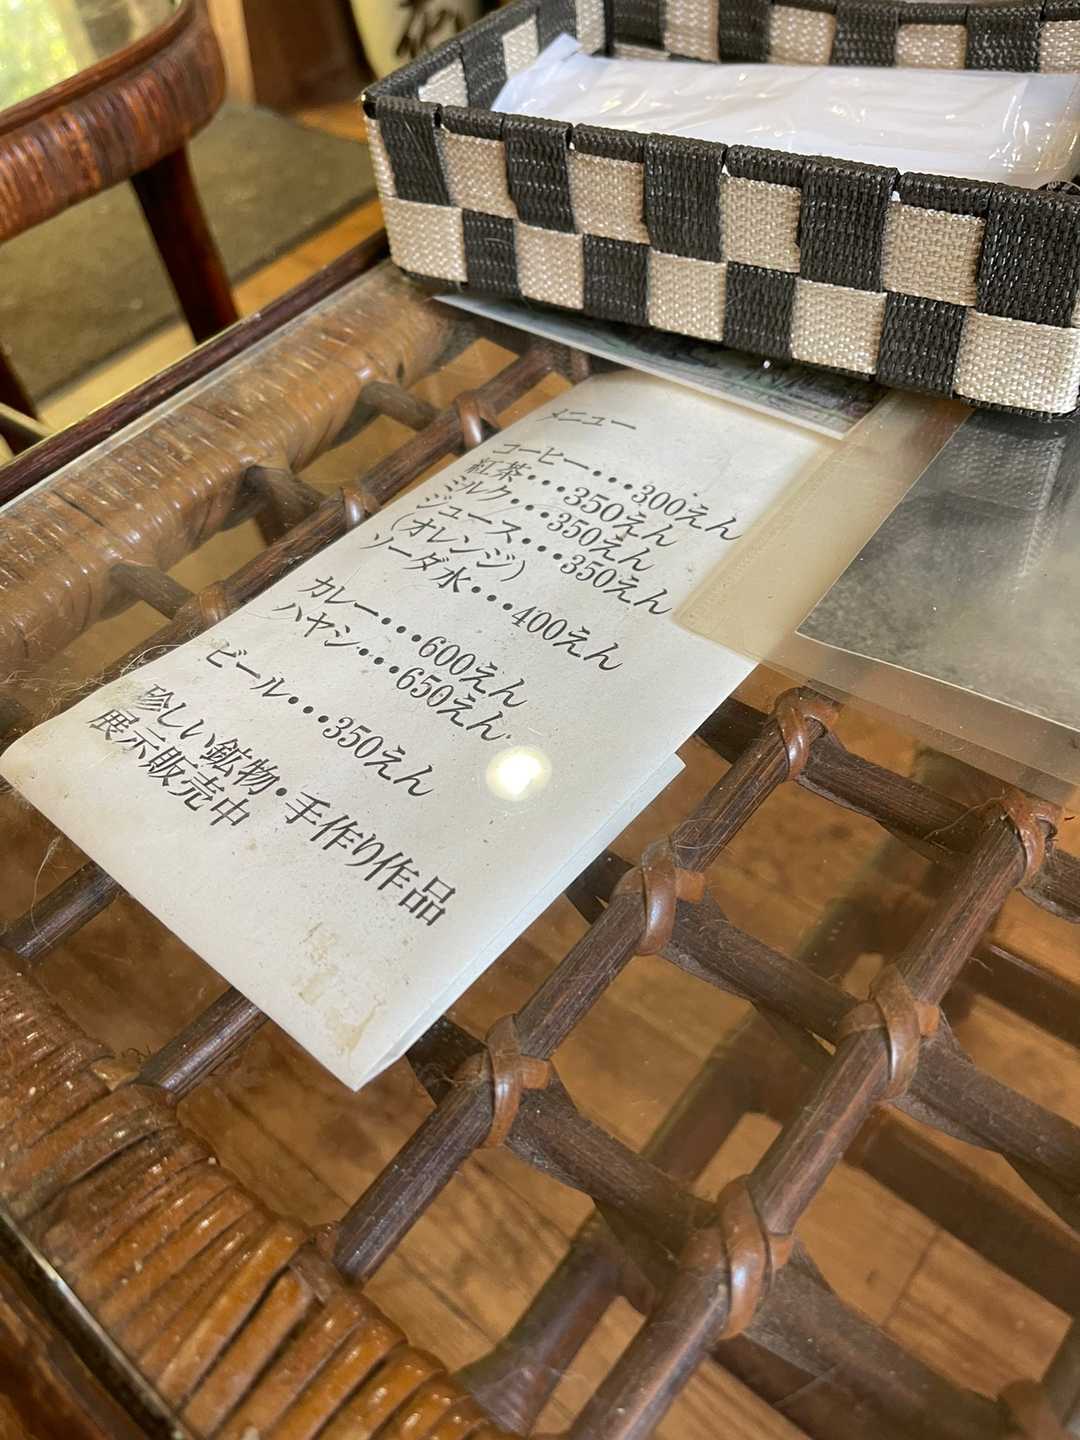 メニュー
コーヒー・・・300えん
紅茶・・・350えん
ミルク・・・350えん
ジュース・・・350えん
（オレンジ）
ソーダ水・・・400えん
カレー・・・・600えん
ハヤシ・・・・650えん
ビール・・・350えん
珍しい鉱物・手作り作品
展示販売中